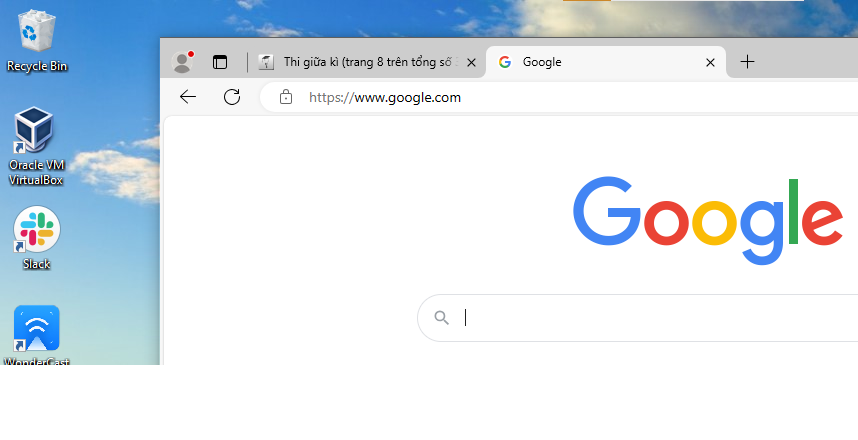 Recycle Bin
Oracle VM
VirtualBox
Slack
WonderCast
Thi giữa kì (trang 8 trên tổng số
Google
https://www.google.com
Google